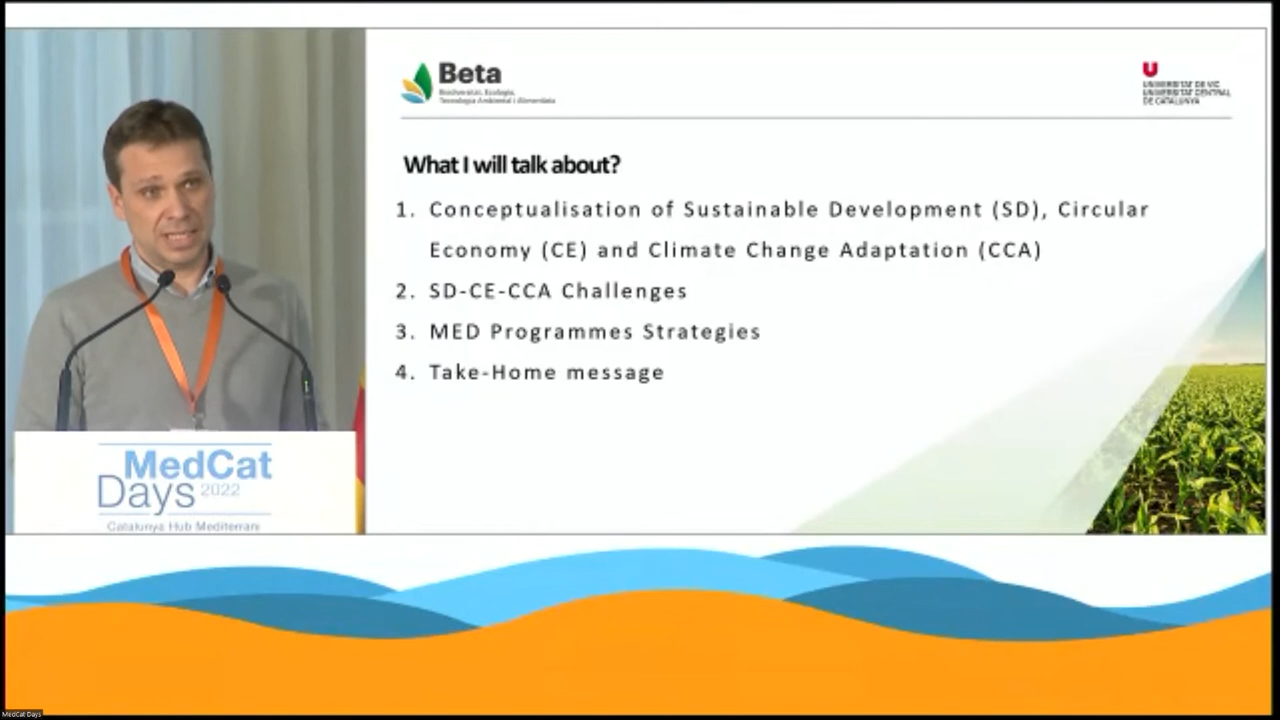 Beta
Biodiversitat, Ecologia,
Tecnologia Ambiental i Alimentària
U
UNIVERSITAT DE VIC
UNIVERSITAT CENTRAL
DE CATALUNYA
What I will talk about?
1. Conceptualisation of Sustainable Development (SD), Circular
Economy (CE) and Climate Change Adaptation (CCA)
2. SD-CE-CCA Challenges
3. MED Programmes Strategies
4. Take-Home message
MedCat
Days 2022
Catalunya Hub Mediterrani
MedCat Days